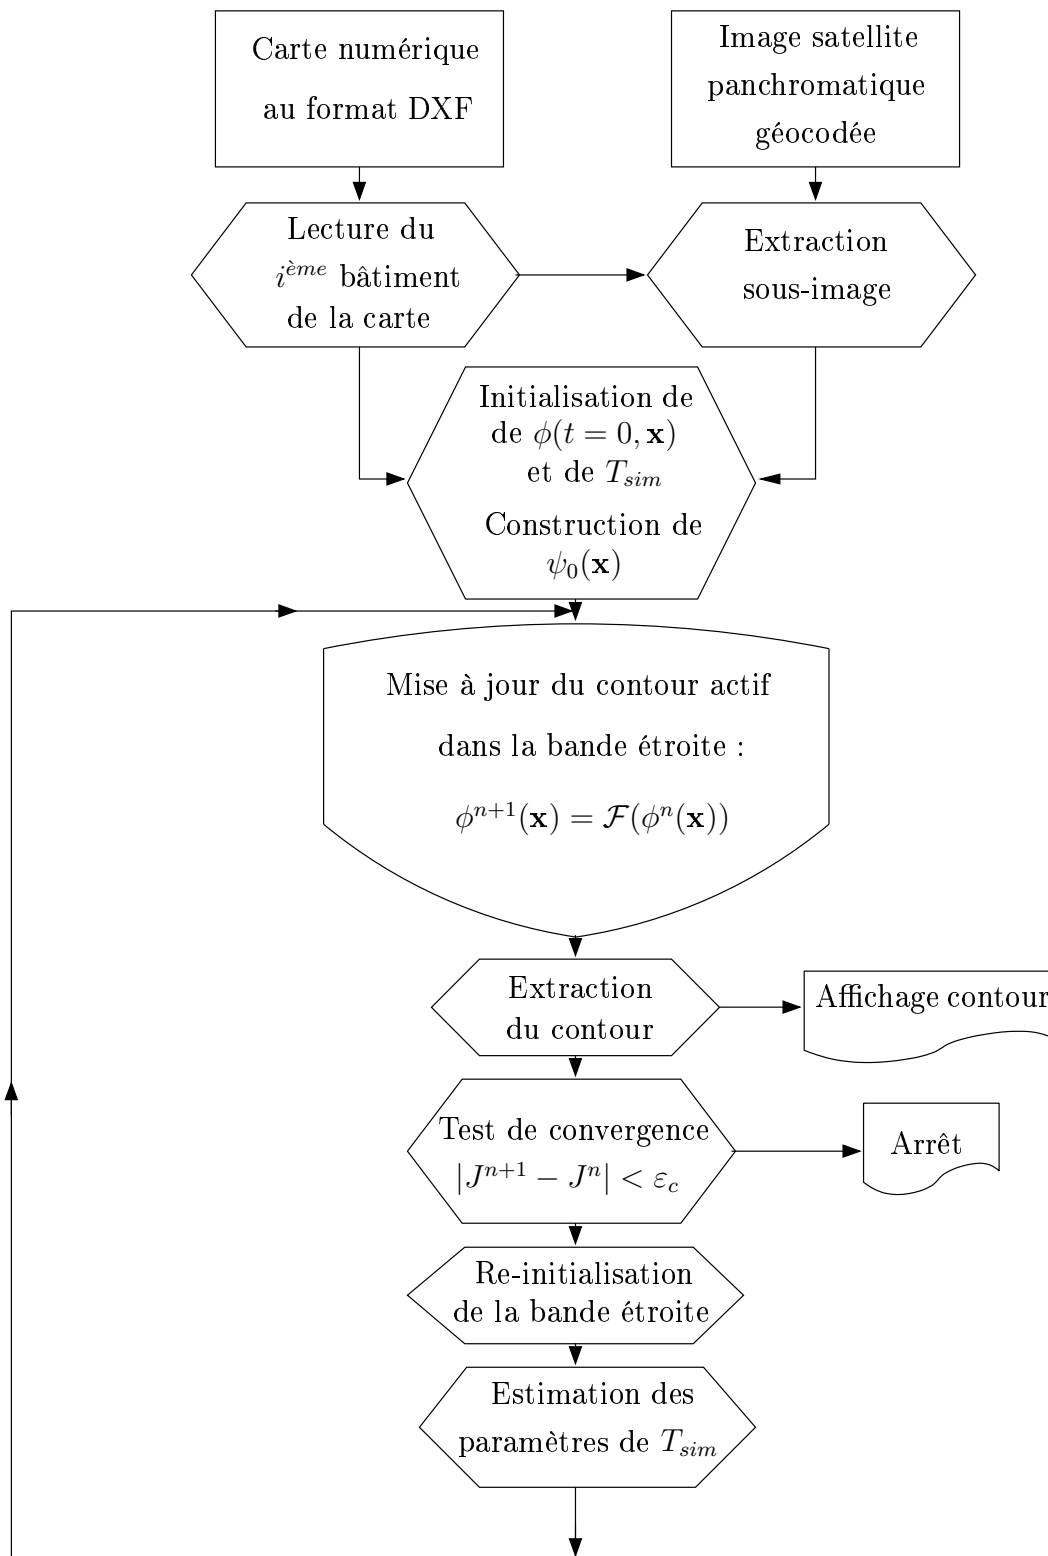 Carte numérique
au format DXF
Image satellite
panchromatique
géocodée
Lecture du
i^{ème} bâtiment
de la carte
Extraction
sous-image
Initialisation de
de ϕ(t = 0, x)
et de T_{sim}
Construction de
ψ_0(x)
Mise à jour du contour actif
dans la bande étroite :
ϕ^{n+1}(x) = F(ϕ^n(x))
Extraction
du contour
Affichage contour
Test de convergence
|J^{n+1} − J^n| < ε_c
Arrêt
Re-initialisation
de la bande étroite
Estimation des
paramètres de T_{sim}